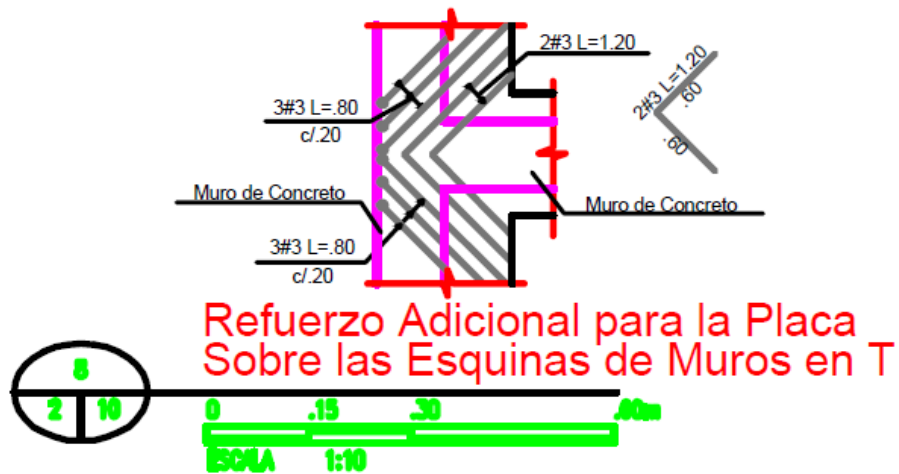 2#3 L=1.20
3#3 L=.80
c/.20
2#3 L=1.20
.60
.60
Muro de Concreto
Muro de Concreto
3#3 L=.80
c/.20
Refuerzo Adicional para la Placa
Sobre las Esquinas de Muros en T
2 10
0 .15 .30
ESCALA 1:10